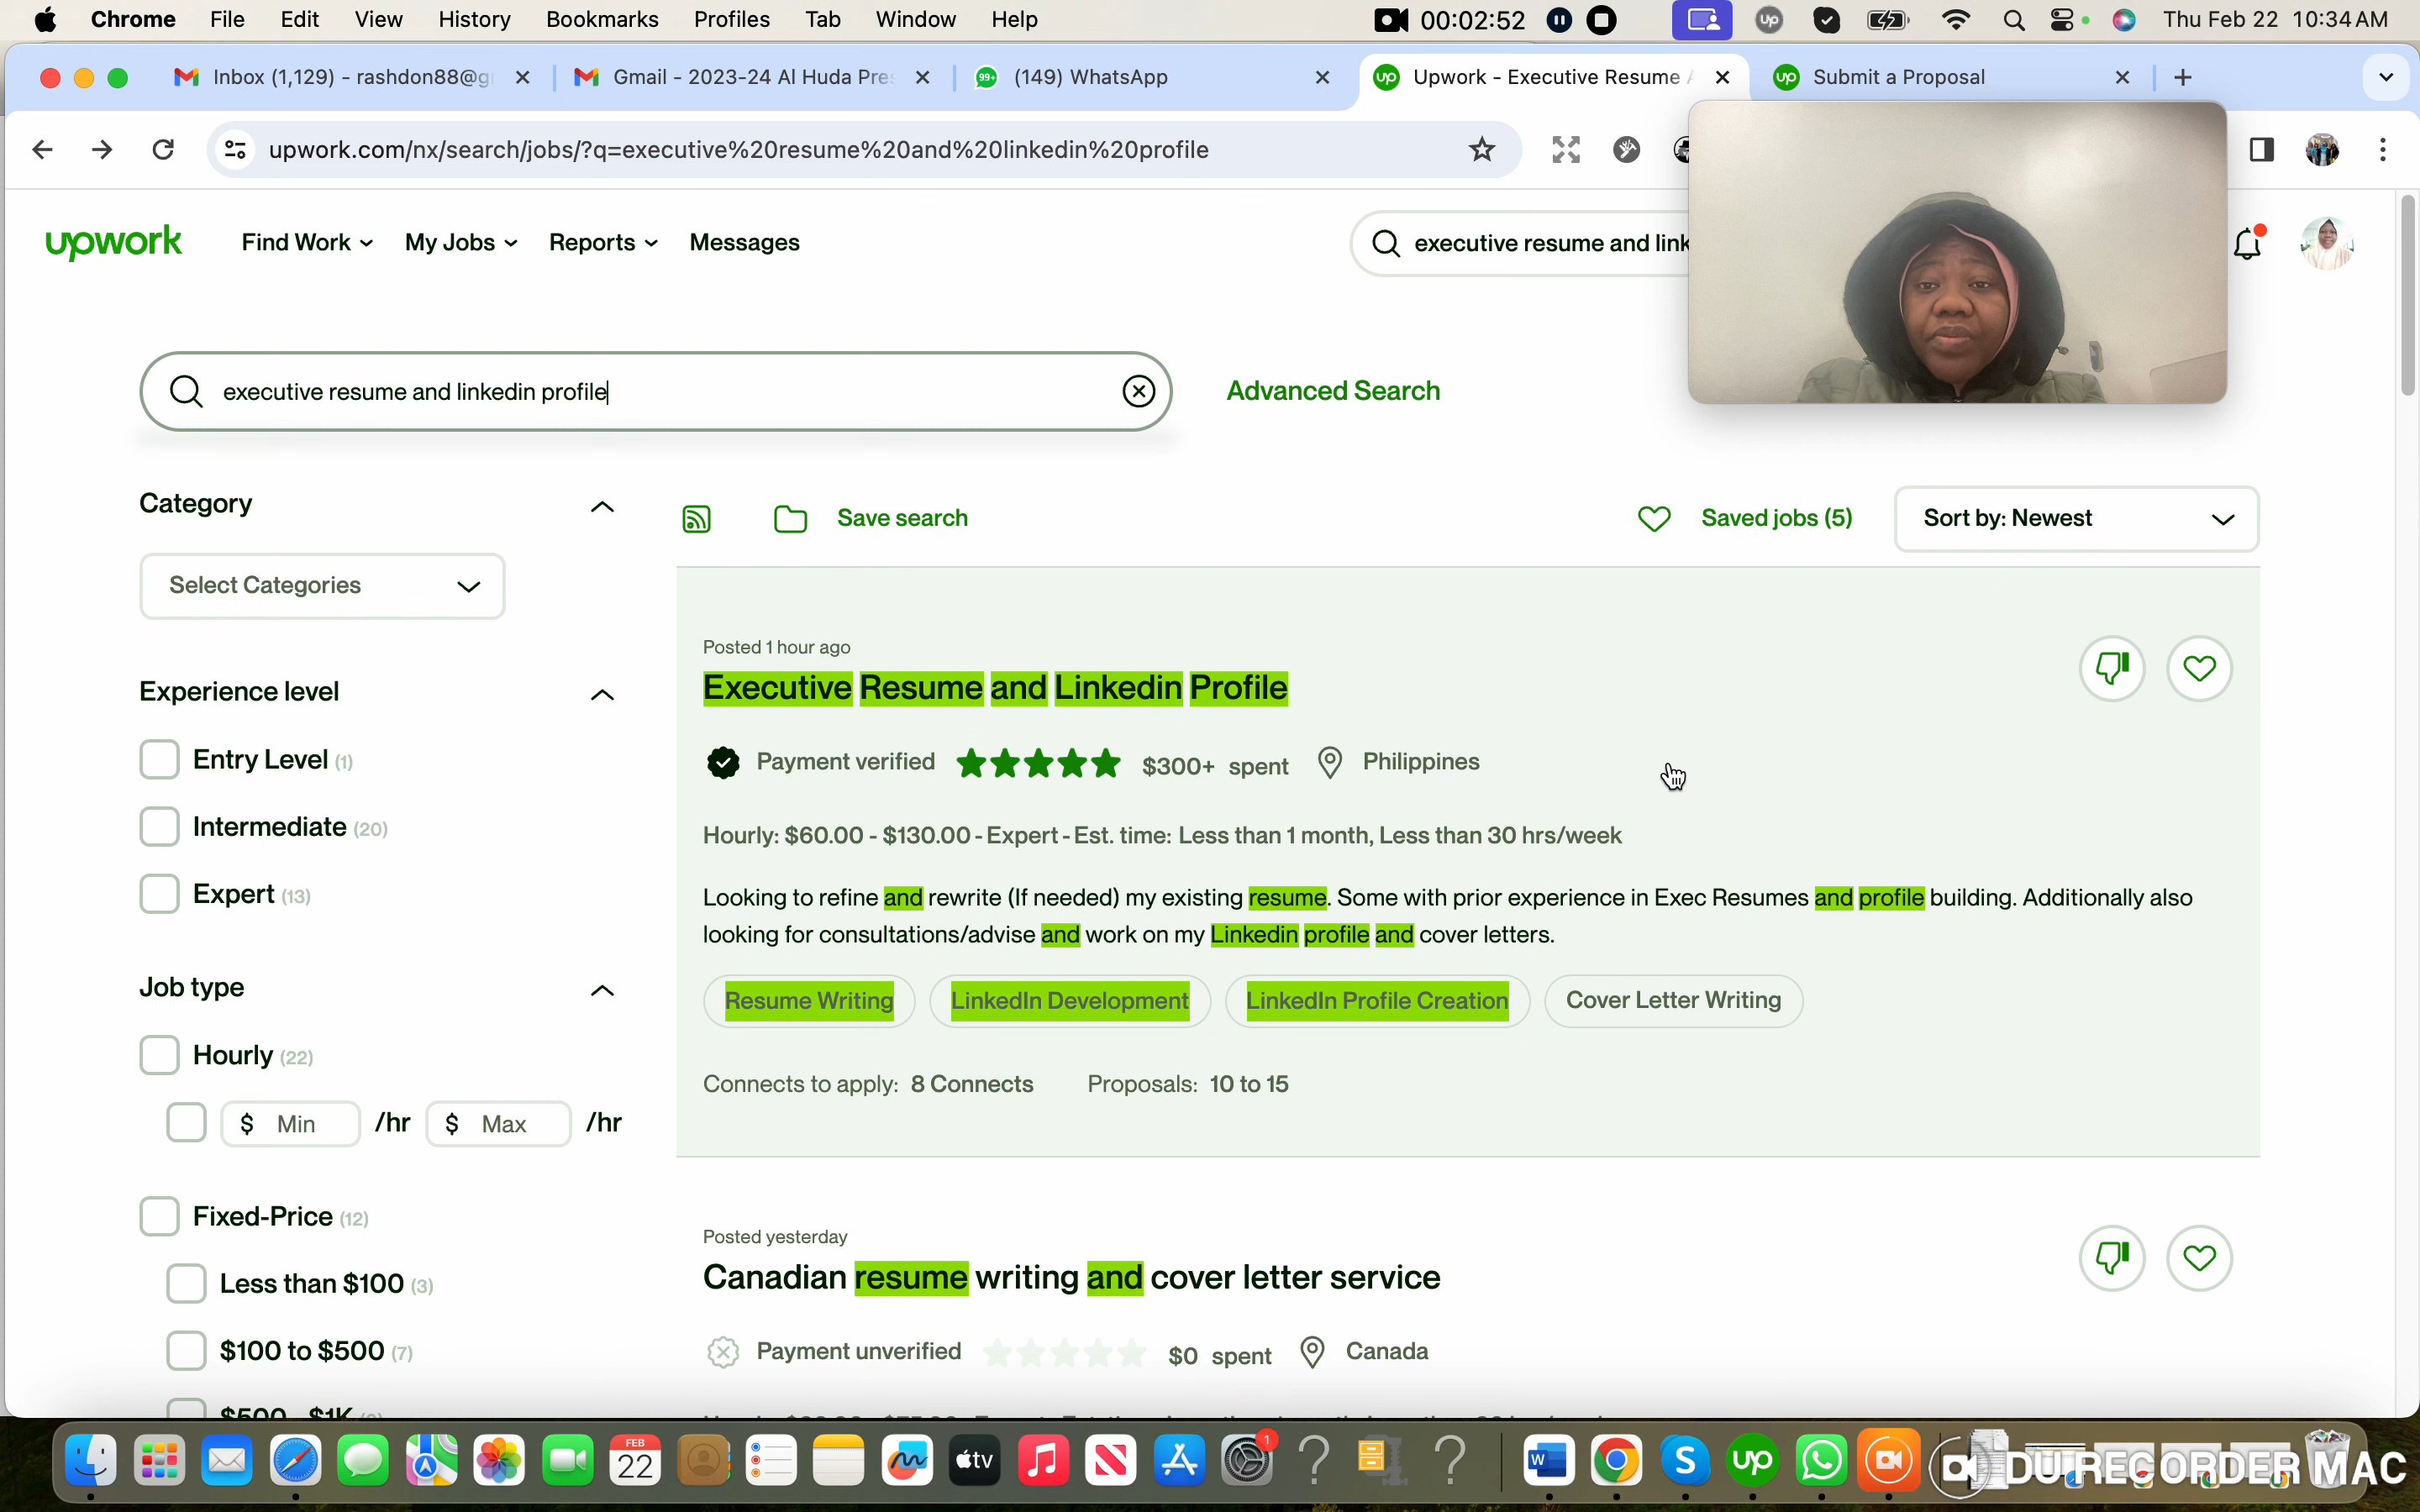 Chrome File Edit View History Bookmarks Profiles Tab Window Help 00:02:52 up Thu Feb 22 10:34 AM
Inbox (1,129) - rashdon88@g
Gmail - 2023-24 Al Huda Pre
99+ (149) WhatsApp
up Upwork - Executive Resume
up Submit a Proposal
upwork.com/nx/search/jobs/?q=executive%20resume%20and%20linkedin%20profile
upwork Find Work My Jobs Reports Messages executive resume and link
executive resume and linkedin profile
Advanced Search
Category
Select Categories
Save search
Saved jobs (5)
Sort by: Newest
Experience level
Entry Level (1)
Intermediate (20)
Expert (13)
Job type
Hourly (22)
$ Min /hr $ Max /hr
Fixed-Price (12)
Less than $100 (3)
$100 to $500 (7)
$500 - $1K
Posted 1 hour ago
Executive Resume and Linkedin Profile
Payment verified $300+ spent Philippines
Hourly: $60.00 - $130.00 - Expert - Est. time: Less than 1 month, Less than 30 hrs/week
Looking to refine and rewrite (If needed) my existing resume. Some with prior experience in Exec Resumes and profile building. Additionally also
looking for consultations/advise and work on my Linkedin profile and cover letters.
Resume Writing LinkedIn Development LinkedIn Profile Creation Cover Letter Writing
Connects to apply: 8 Connects Proposals: 10 to 15
Posted yesterday
Canadian resume writing and cover letter service
Payment unverified $0 spent Canada
FEB
22
tv
1
W
S
up
DU RECORDER MAC